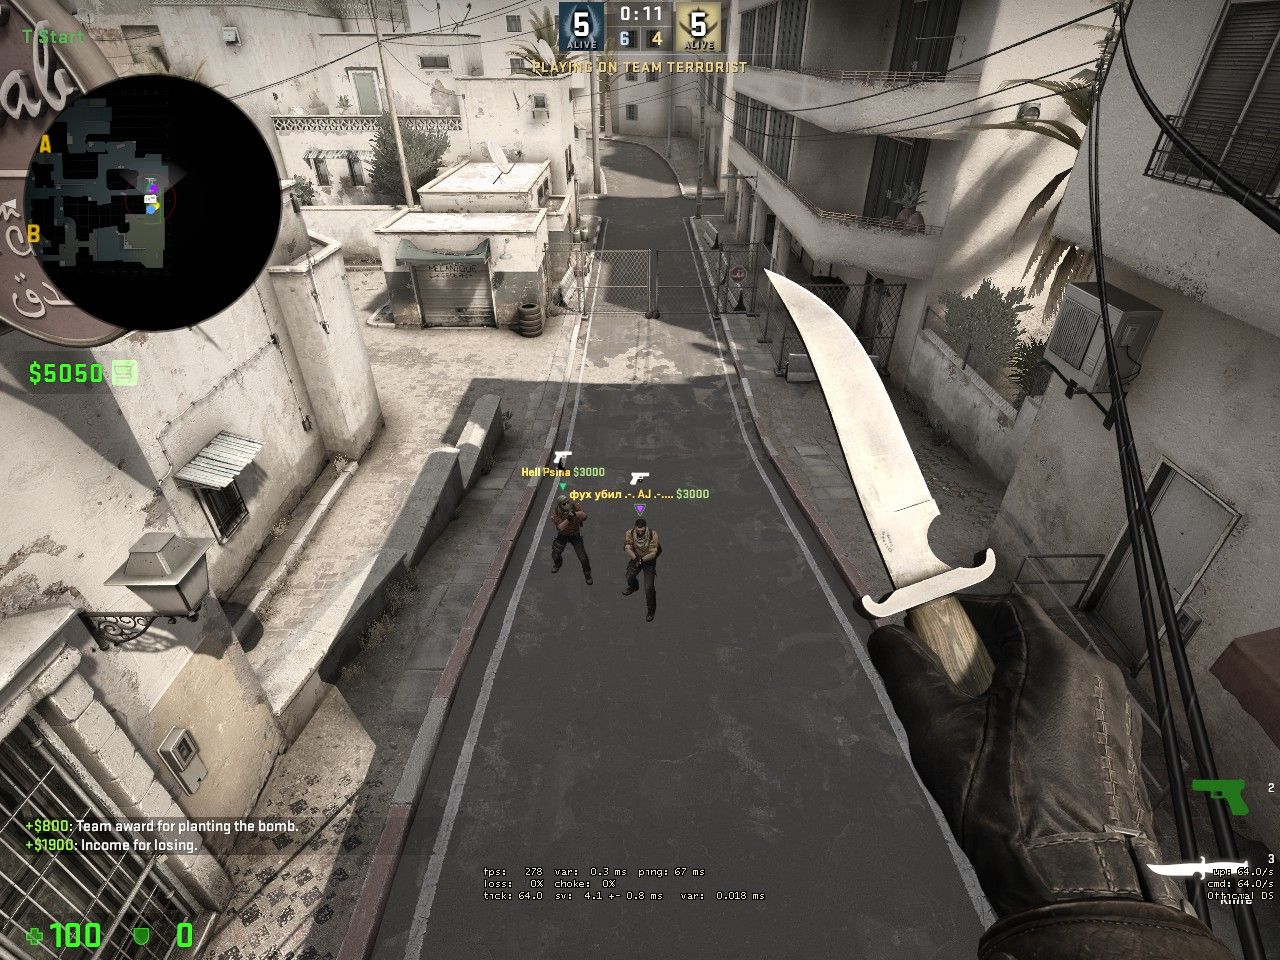 T Start
5
ALIVE
0:11
6 4
5
ALIVE
PLAYING ON TEAM TERRORIST
A
B
$5050
Hell Psina $3000
фух убил .-. AJ .-.... $3000
+$800: Team award for planting the bomb.
+$1900: Income for losing.
fps: 278 var: 0.3 ms ping: 67 ms
loss: 0% choke: 0%
tick: 64.0 sv: 4.1 +- 0.8 ms var: 0.018 ms
2
3
up: 64.0/s
cmd: 64.0/s
Official DS
Knife
100
0